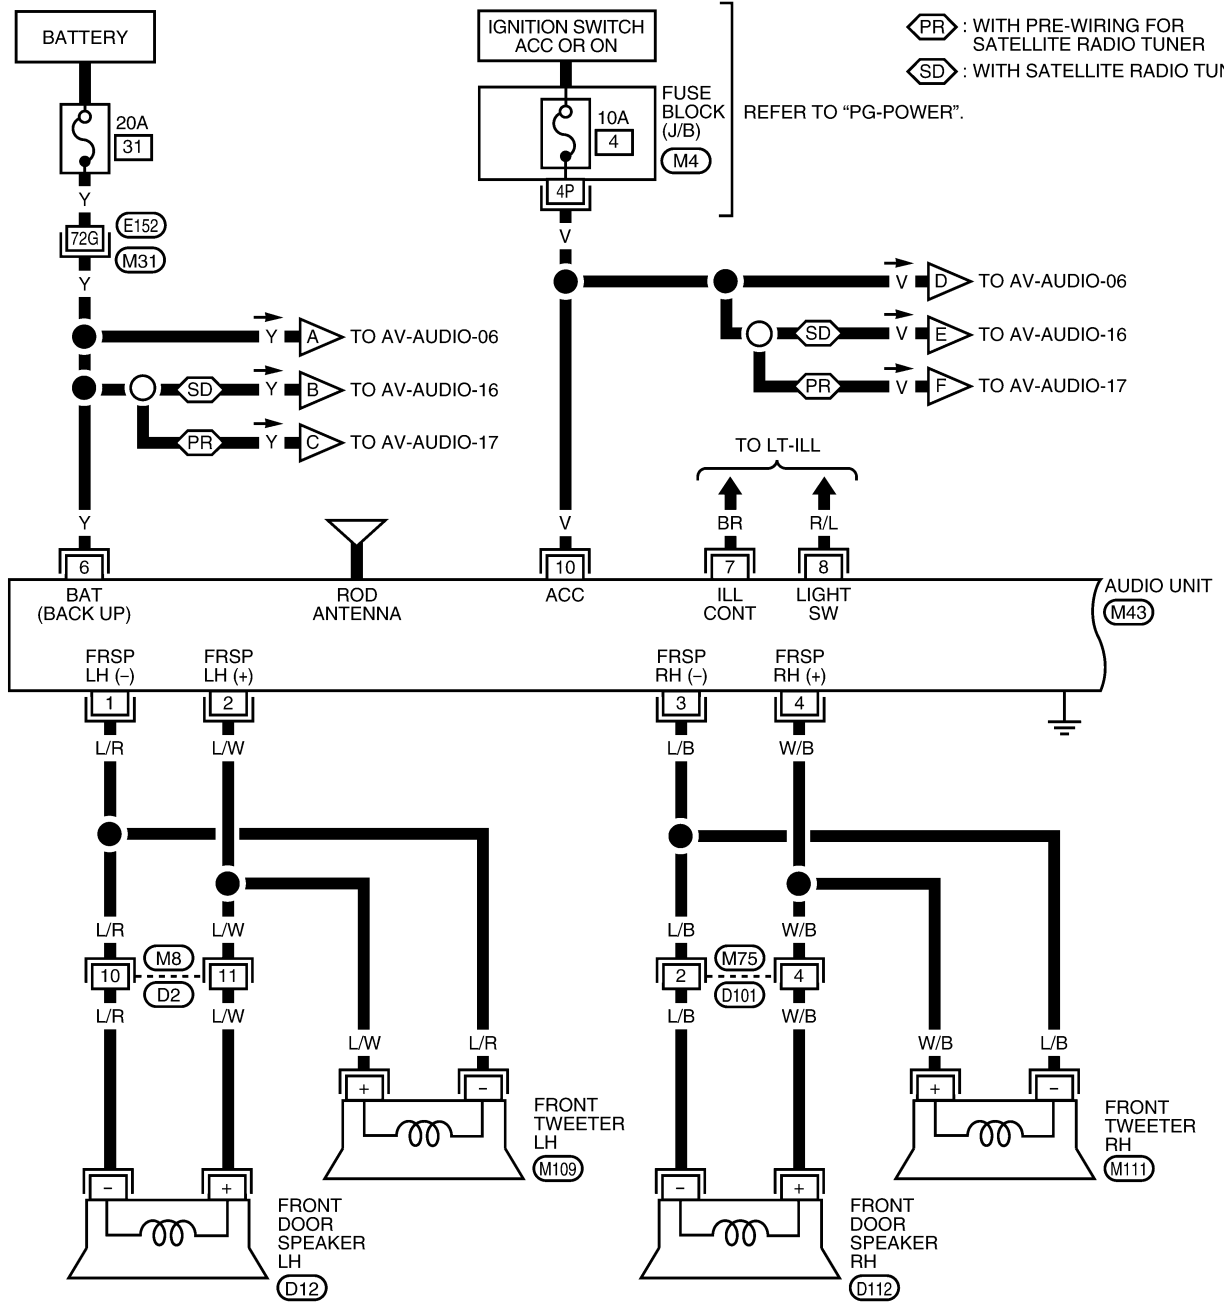 BATTERY
IGNITION SWITCH
ACC OR ON
PR : WITH PRE-WIRING FOR
SATELLITE RADIO TUNER
SD : WITH SATELLITE RADIO TUN
20A
31
10A
4
FUSE
BLOCK
(J/B)
M4
REFER TO “PG-POWER”.
4P
Y
72G
E152
M31
Y
V
V D TO AV-AUDIO-06
SD V E TO AV-AUDIO-16
PR V F TO AV-AUDIO-17
Y A TO AV-AUDIO-06
SD Y B TO AV-AUDIO-16
PR Y C TO AV-AUDIO-17
TO LT-ILL
Y
V
BR
R/L
6
10
7
8
BAT
(BACK UP)
ROD
ANTENNA
ACC
ILL
CONT
LIGHT
SW
AUDIO UNIT
M43
FRSP
LH (–)
FRSP
LH (+)
FRSP
RH (–)
FRSP
RH (+)
1
2
3
4
L/R
L/W
L/B
W/B
L/R
L/W
L/B
W/B
10
M8
D2
11
2
M75
D101
4
L/R
L/W
L/B
W/B
L/W
L/R
W/B
L/B
+
–
+
–
FRONT
TWEETER
LH
M109
FRONT
TWEETER
RH
M111
–
+
–
+
FRONT
DOOR
SPEAKER
LH
D12
FRONT
DOOR
SPEAKER
RH
D112